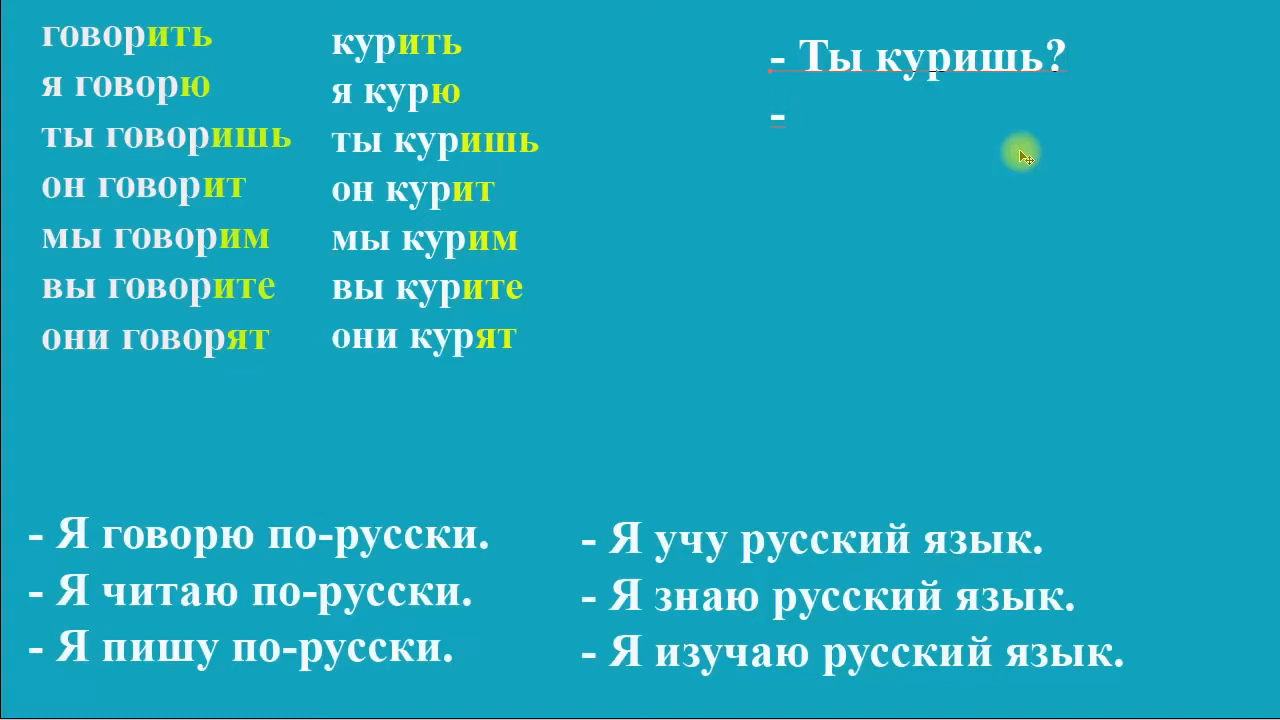 говорить
я говорю
ты говоришь
он говорит
мы говорим
вы говорите
они говорят
курить
я курю
ты куришь
он курит
мы курим
вы курите
они курят
- Ты куришь?
-
- Я говорю по-русски.
- Я читаю по-русски.
- Я пишу по-русски.
- Я учу русский язык.
- Я знаю русский язык.
- Я изучаю русский язык.